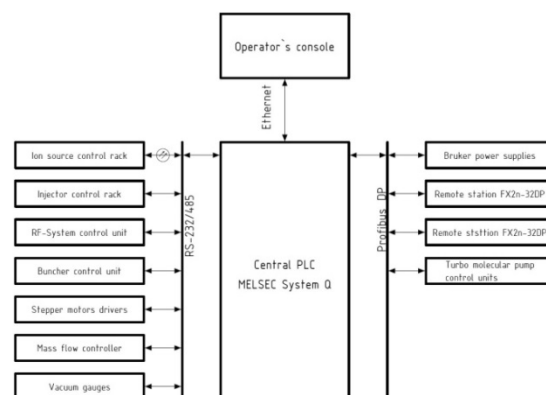 Operator`s console
Ethernet
Ion source control rack
Injector control rack
RF-System control unit
Buncher control unit
Stepper motors drivers
Mass flow controller
Vacuum gauges
RS-232/485
Central PLC
MELSEC System Q
Profibus DP
Bruker power supplies
Remote station FX2n-32DP
Remote ststtion FX2n-32DP
Turbo molecular pump
control units